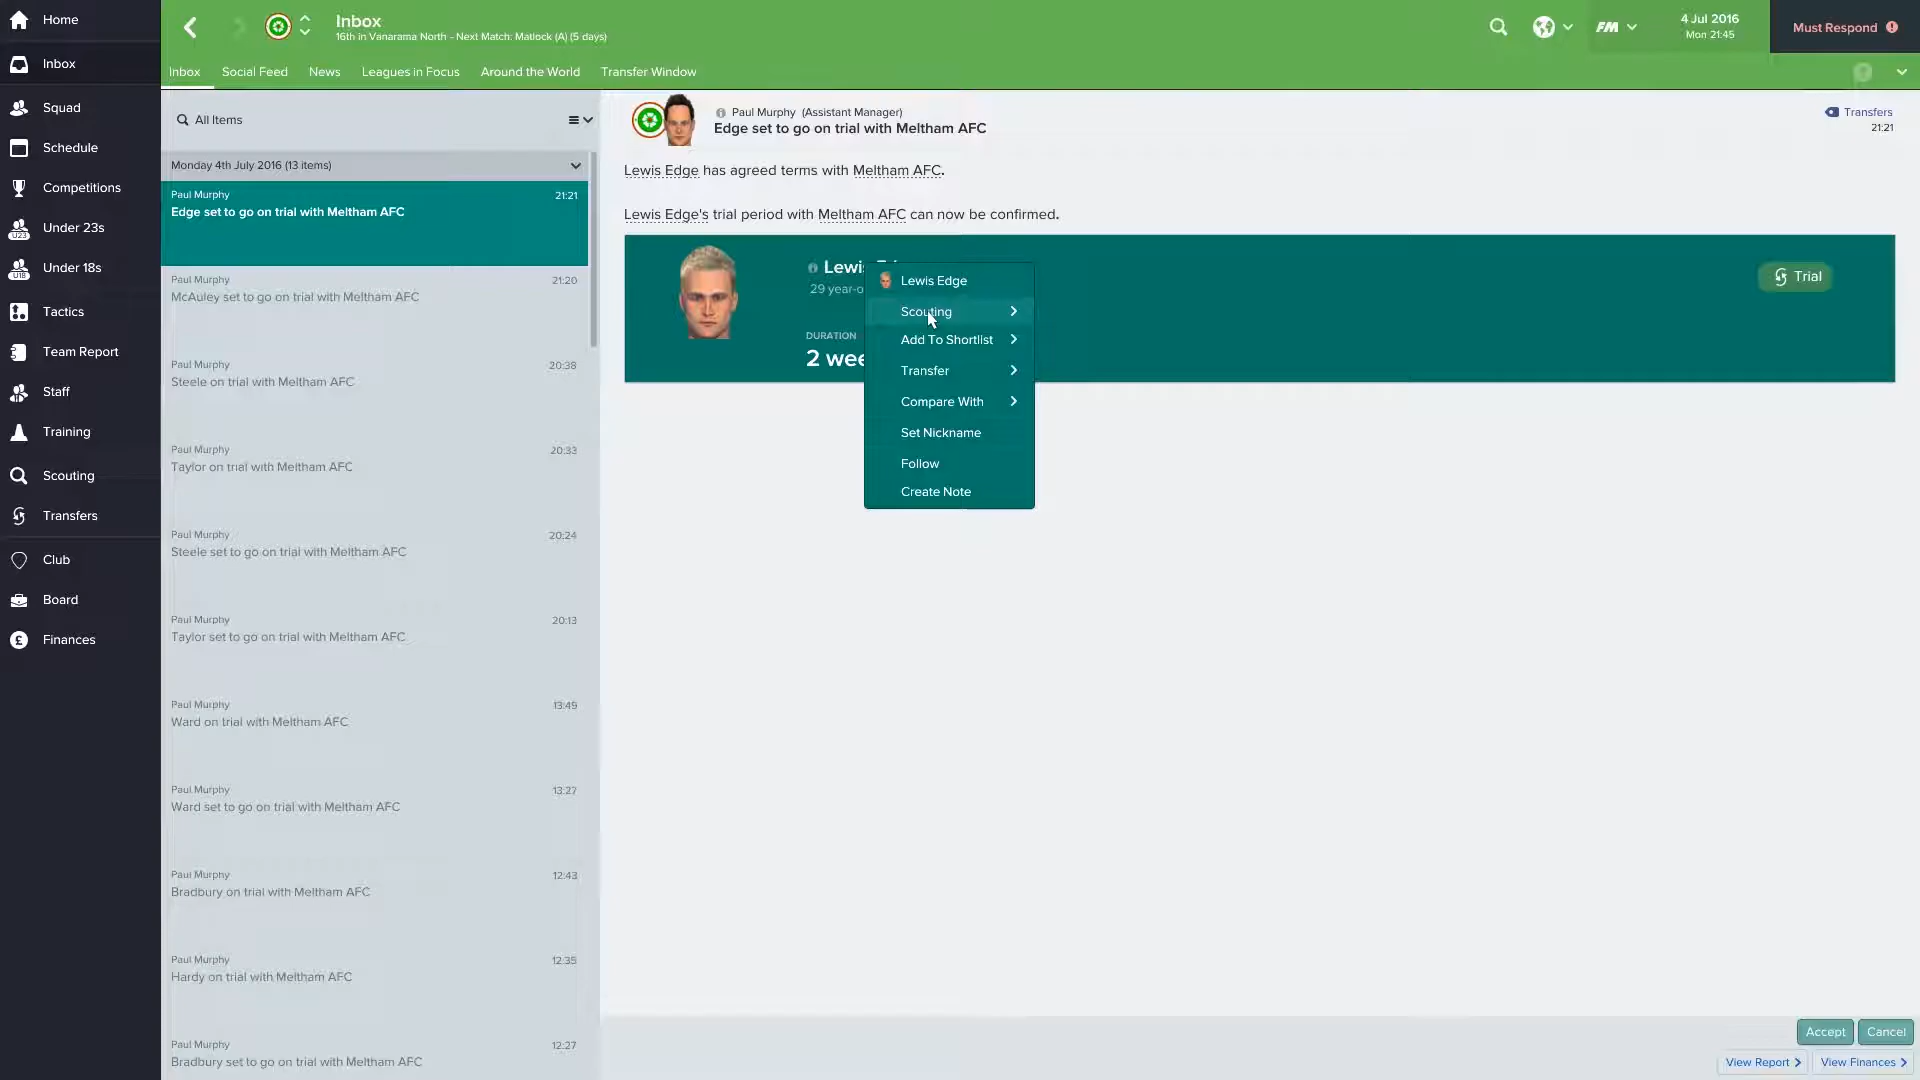 Home
Inbox
Squad
Schedule
Competitions
Under 23s
Under 18s
Tactics
Team Report
Staff
Training
Scouting
Transfers
Club
Board
Finances
Inbox
16th in Vanarama North - Next Match: Matlock (A) (5 days)
FM
4 Jul 2016
Mon 21:45
Must Respond
Inbox Social Feed News Leagues in Focus Around the World Transfer Window
All Items
Monday 4th July 2016 (13 items)
Paul Murphy 21:21
Edge set to go on trial with Meltham AFC
Paul Murphy 21:20
McAuley set to go on trial with Meltham AFC
Paul Murphy 20:38
Steele on trial with Meltham AFC
Paul Murphy 20:33
Taylor on trial with Meltham AFC
Paul Murphy 20:24
Steele set to go on trial with Meltham AFC
Paul Murphy 20:13
Taylor set to go on trial with Meltham AFC
Paul Murphy 13:49
Ward on trial with Meltham AFC
Paul Murphy 13:27
Ward set to go on trial with Meltham AFC
Paul Murphy 12:43
Bradbury on trial with Meltham AFC
Paul Murphy 12:35
Hardy on trial with Meltham AFC
Paul Murphy 12:27
Bradbury set to go on trial with Meltham AFC
Paul Murphy (Assistant Manager)
Edge set to go on trial with Meltham AFC
Transfers
21:21
Lewis Edge has agreed terms with Meltham AFC.
Lewis Edge's trial period with Meltham AFC can now be confirmed.
29 year-o
DURATION
2 wee
Trial
Lewis Edge
Scouting
Add To Shortlist
Transfer
Compare With
Set Nickname
Follow
Create Note
Accept Cancel
View Report View Finances